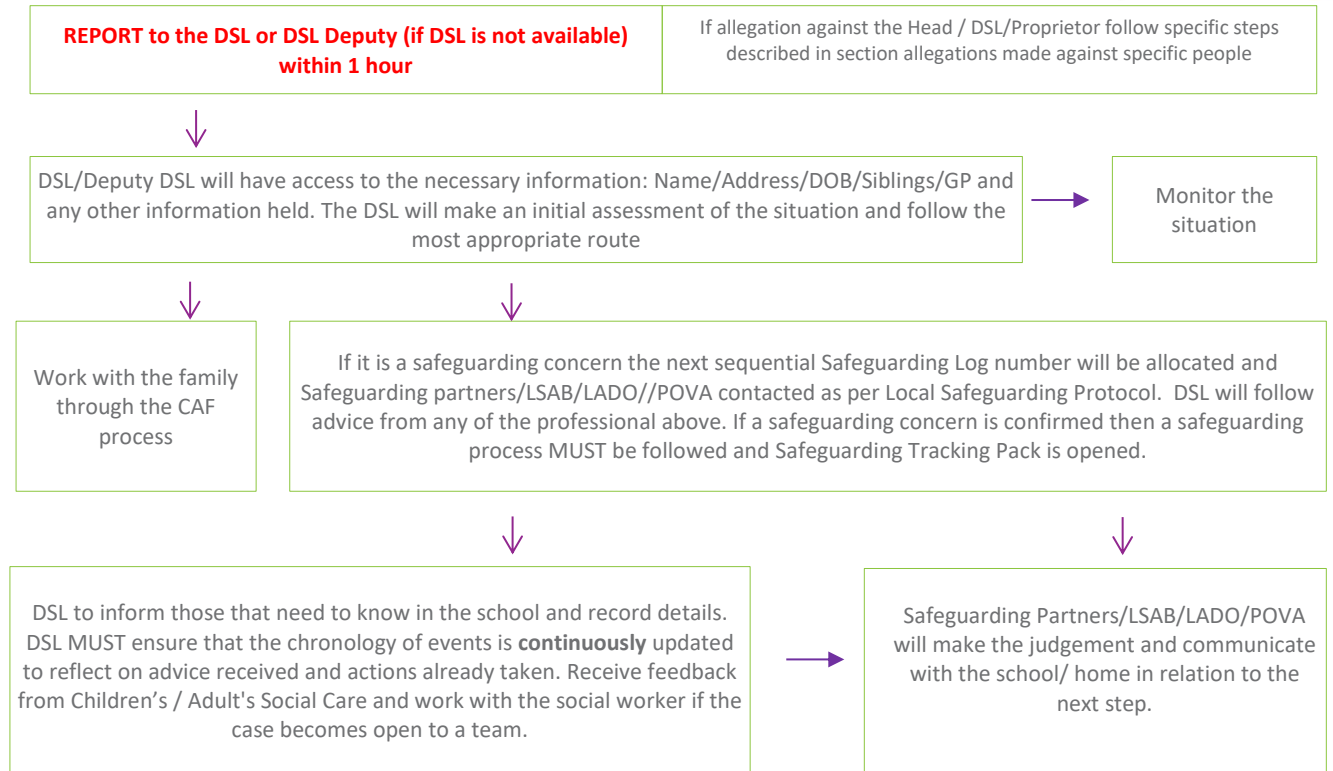 REPORT to the DSL or DSL Deputy (if DSL is not available)
within 1 hour
If allegation against the Head / DSL/Proprietor follow specific steps
described in section allegations made against specific people
DSL/Deputy DSL will have access to the necessary information: Name/Address/DOB/Siblings/GP and
any other information held. The DSL will make an initial assessment of the situation and follow the
most appropriate route
Monitor the
situation
Work with the family
through the CAF
process
If it is a safeguarding concern the next sequential Safeguarding Log number will be allocated and
Safeguarding partners/LSAB/LADO//POVA contacted as per Local Safeguarding Protocol. DSL will follow
advice from any of the professional above. If a safeguarding concern is confirmed then a safeguarding
process MUST be followed and Safeguarding Tracking Pack is opened.
DSL to inform those that need to know in the school and record details.
DSL MUST ensure that the chronology of events is continuously updated
to reflect on advice received and actions already taken. Receive feedback
from Children’s / Adult's Social Care and work with the social worker if the
case becomes open to a team.
Safeguarding Partners/LSAB/LADO/POVA
will make the judgement and communicate
with the school/ home in relation to the
next step.